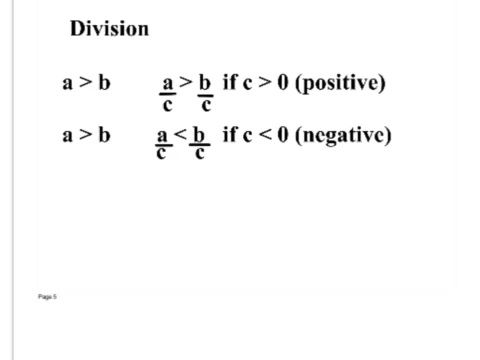 Division
a > b a/c > b/c if c > 0 (positive)
a > b a/c < b/c if c < 0 (negative)
Page 5